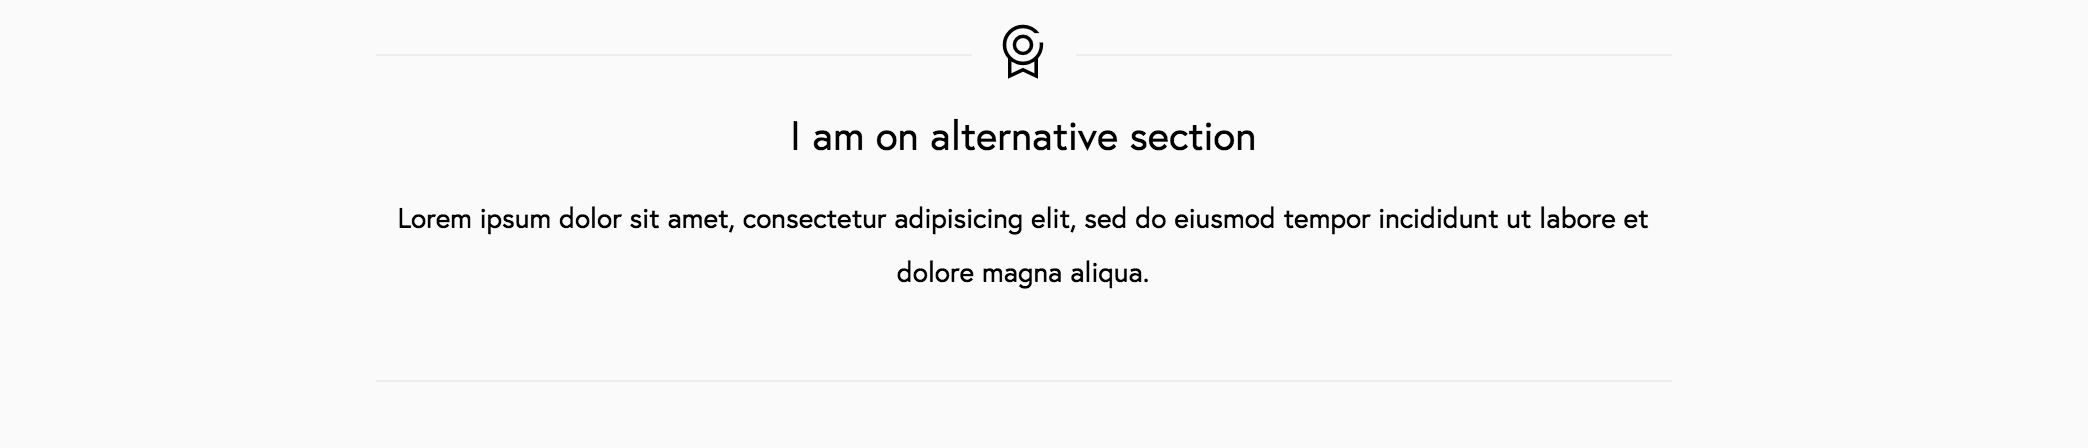 I am on alternative section
Lorem ipsum dolor sit amet, consectetur adipisicing elit, sed do eiusmod tempor incididunt ut labore et
dolore magna aliqua.